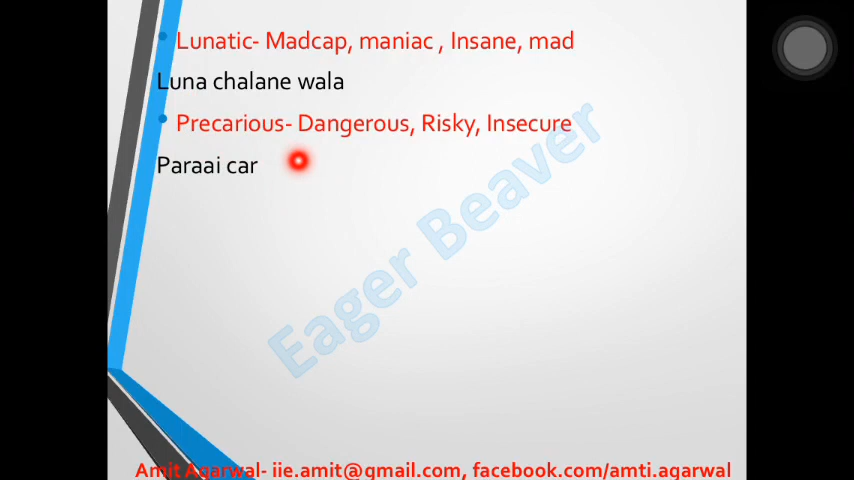 Lunatic- Madcap, maniac , Insane, mad
Luna chalane wala
Precarious- Dangerous, Risky, Insecure
Paraai car
Eager Beaver
Amit Agarwal- iie.amit@gmail.com, facebook.com/amti.agarwal